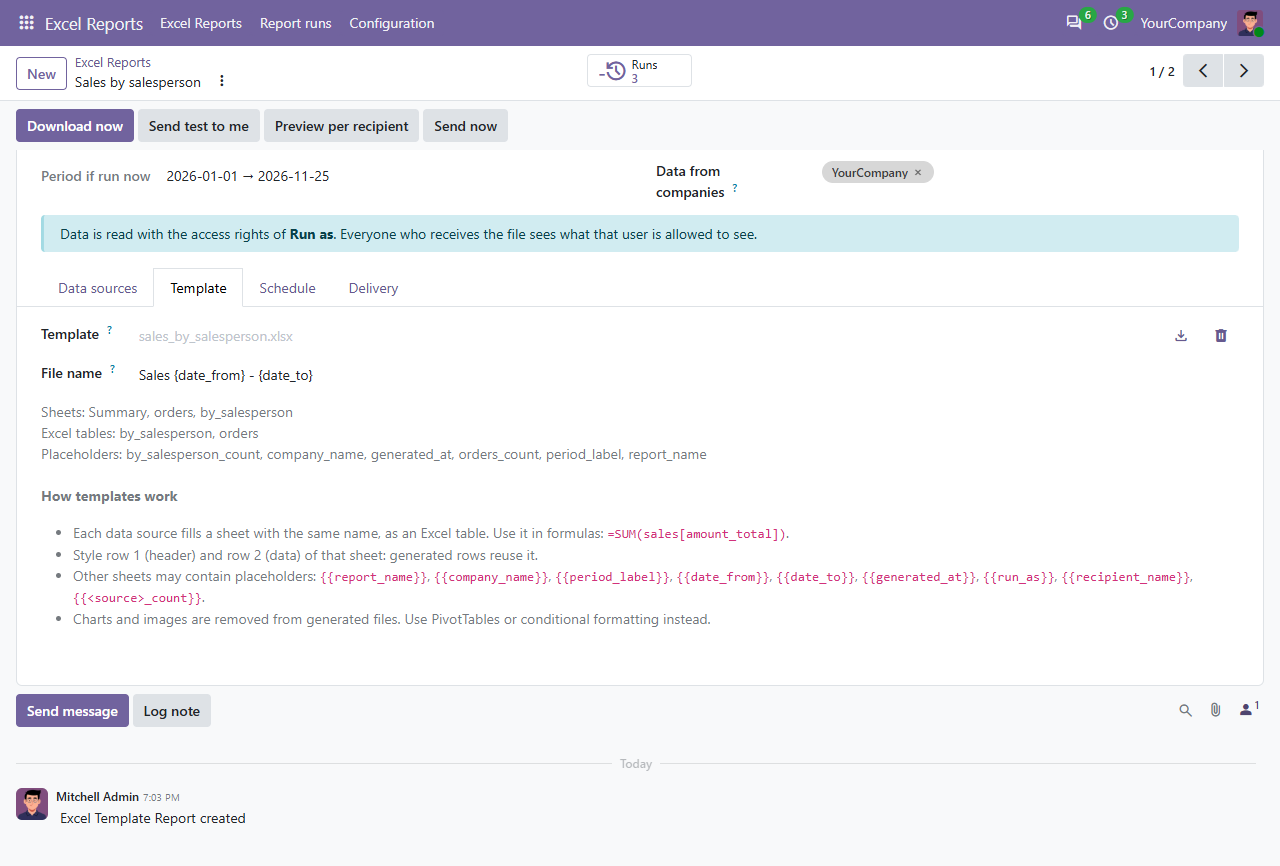 Excel Reports Excel Reports Report runs Configuration 6 3 YourCompany
New Excel Reports
Sales by salesperson
Runs
3
1 / 2
Download now Send test to me Preview per recipient Send now
Period if run now 2026-01-01 → 2026-11-25
Data from
companies ? YourCompany ×
Data is read with the access rights of Run as. Everyone who receives the file sees what that user is allowed to see.
Data sources Template Schedule Delivery
Template ? sales_by_salesperson.xlsx
File name ? Sales {date_from} - {date_to}
Sheets: Summary, orders, by_salesperson
Excel tables: by_salesperson, orders
Placeholders: by_salesperson_count, company_name, generated_at, orders_count, period_label, report_name
How templates work
• Each data source fills a sheet with the same name, as an Excel table. Use it in formulas: =SUM(sales[amount_total]).
• Style row 1 (header) and row 2 (data) of that sheet: generated rows reuse it.
• Other sheets may contain placeholders: {{report_name}}, {{company_name}}, {{period_label}}, {{date_from}}, {{date_to}}, {{generated_at}}, {{run_as}}, {{recipient_name}},
{{<source>_count}}.
• Charts and images are removed from generated files. Use PivotTables or conditional formatting instead.
Send message Log note 1
Today
Mitchell Admin 7:03 PM
Excel Template Report created